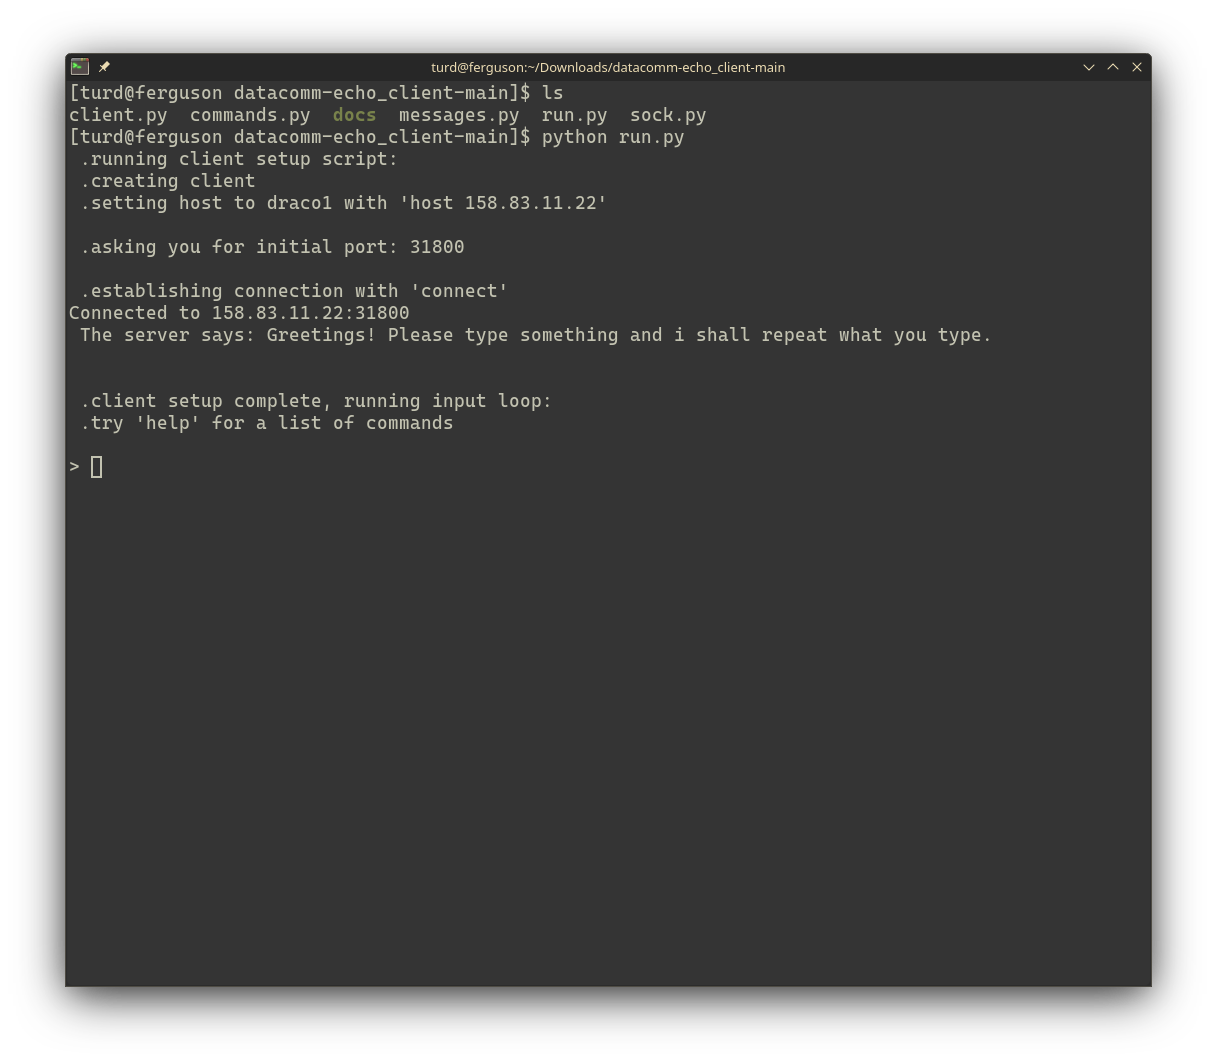 turd@ferguson:~/Downloads/datacomm-echo_client-main
[turd@ferguson datacomm-echo_client-main]$ ls
client.py  commands.py  docs  messages.py  run.py  sock.py
[turd@ferguson datacomm-echo_client-main]$ python run.py
 .running client setup script:
 .creating client
 .setting host to draco1 with 'host 158.83.11.22'
 .asking you for initial port: 31800
 .establishing connection with 'connect'
Connected to 158.83.11.22:31800
 The server says: Greetings! Please type something and i shall repeat what you type.
 .client setup complete, running input loop:
 .try 'help' for a list of commands
>